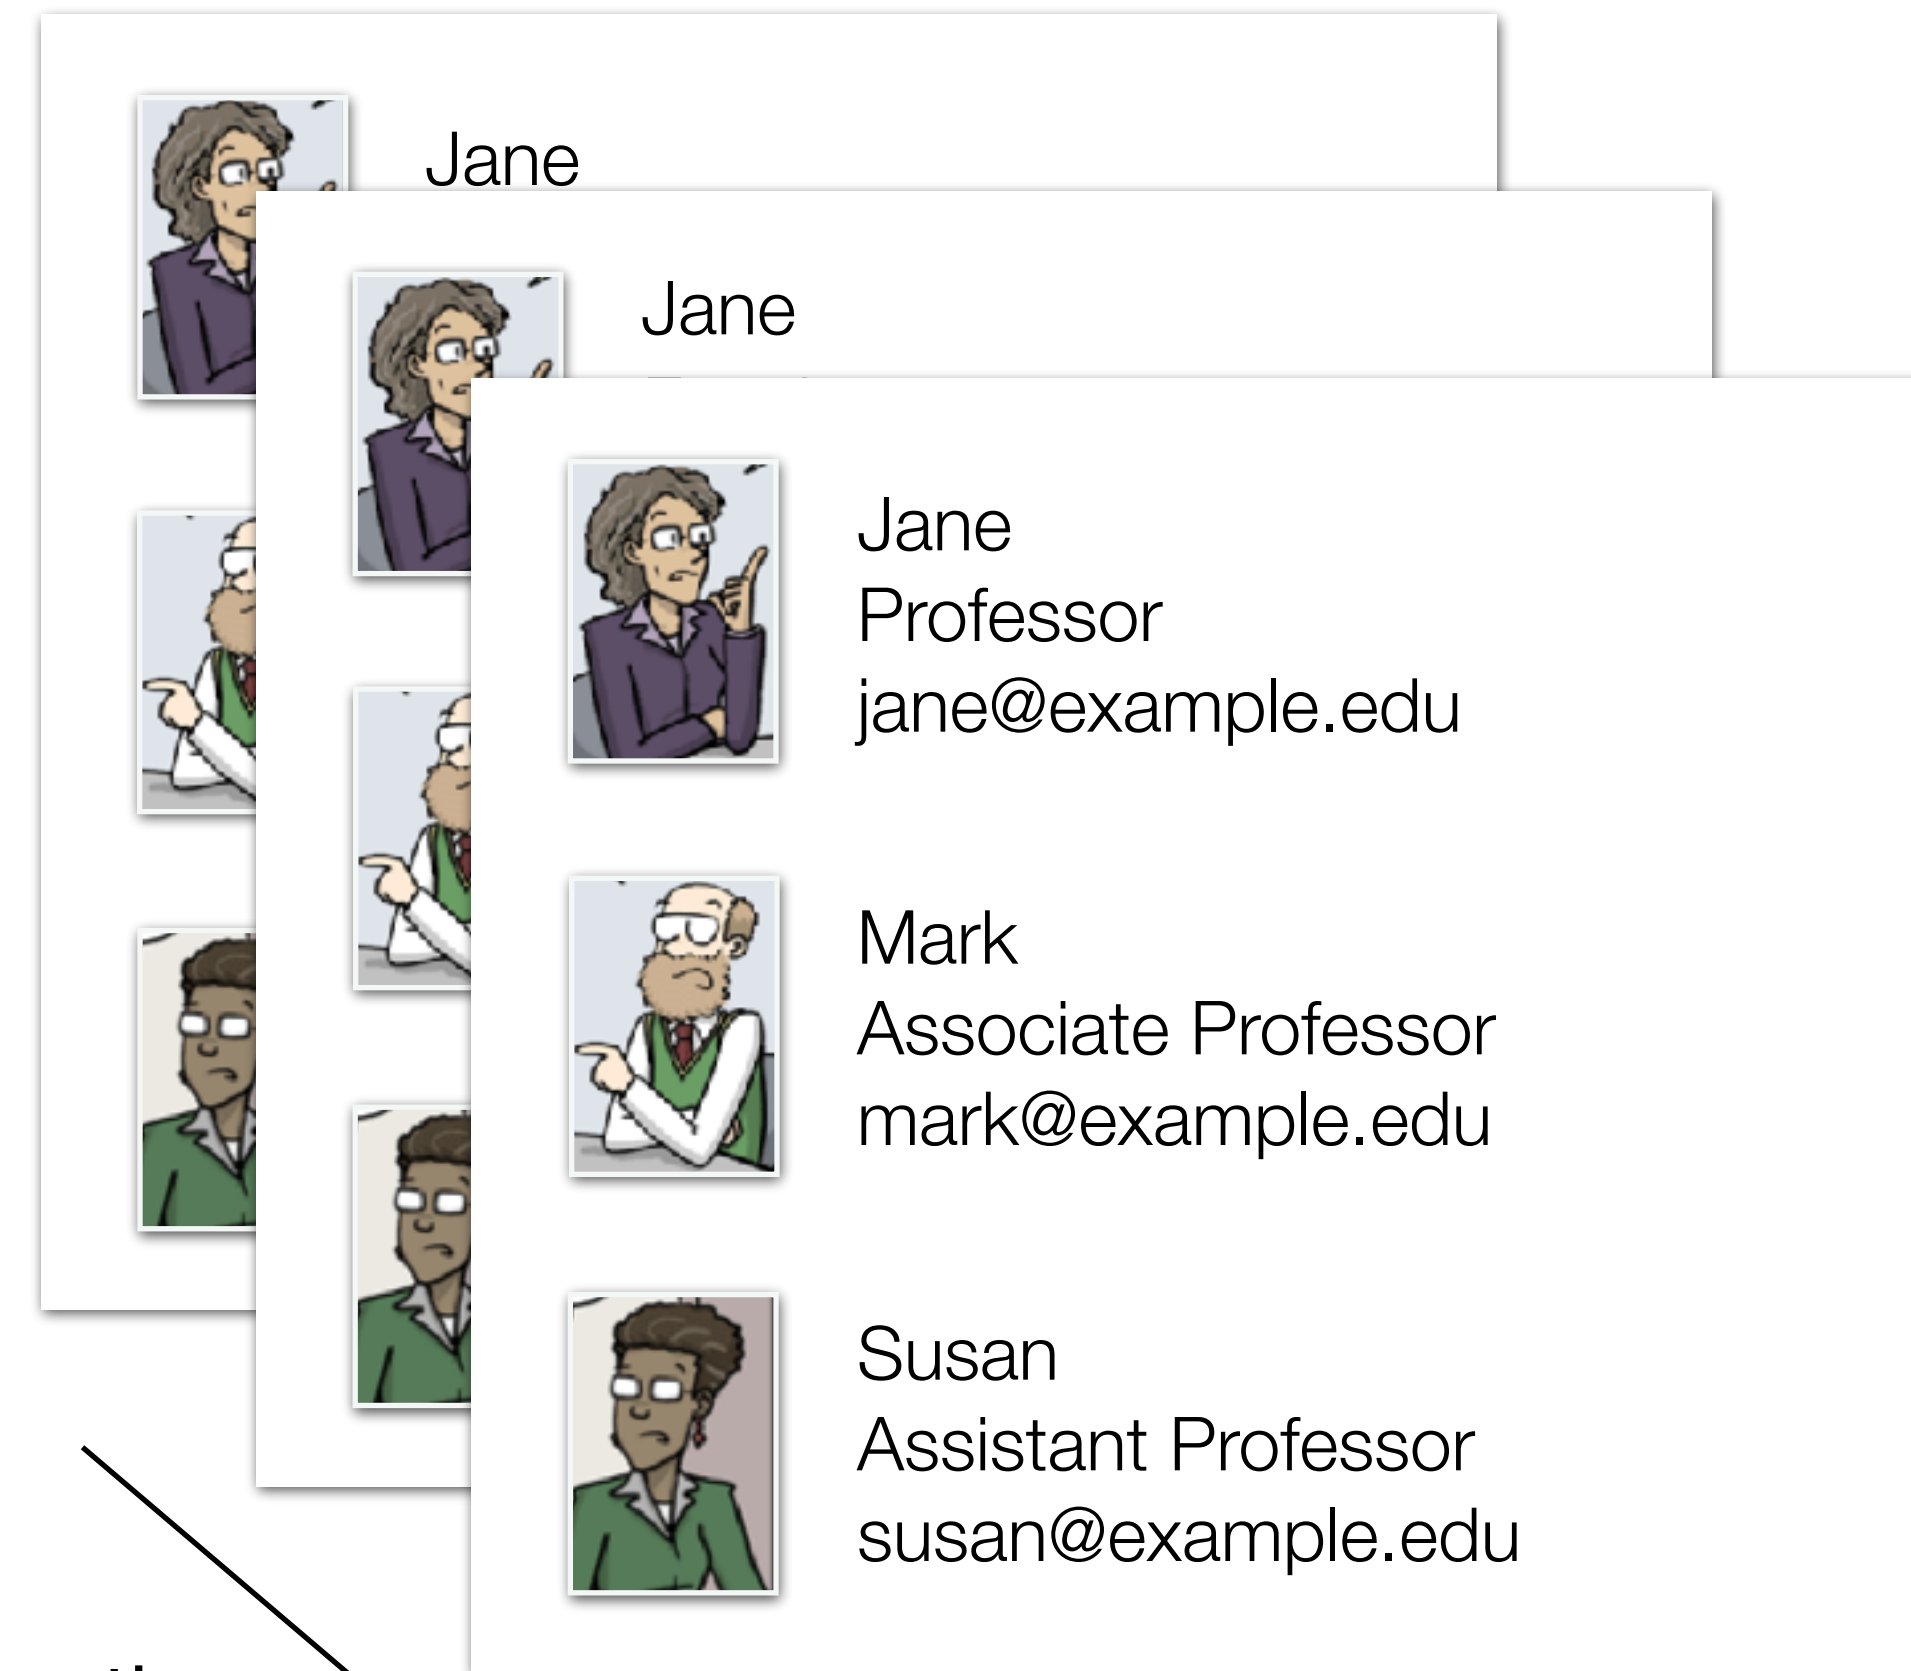 Jane
Jane
Jane
Professor
jane@example.edu
Mark
Associate Professor
mark@example.edu
Susan
Assistant Professor
susan@example.edu